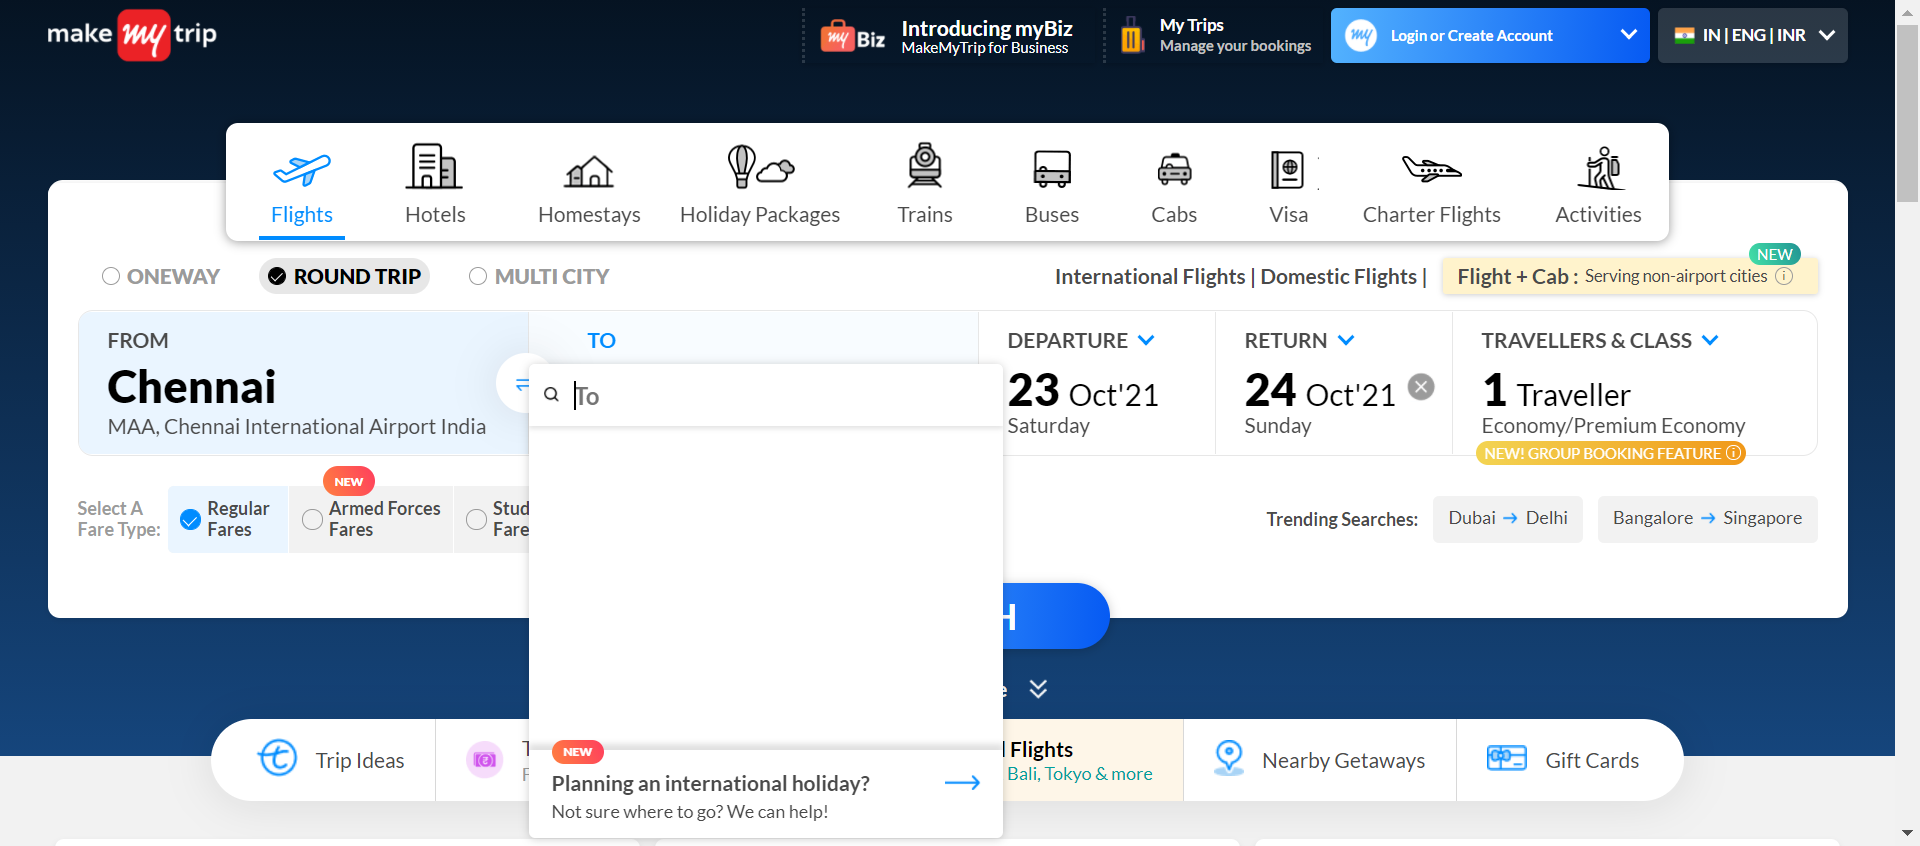 make my trip
my Biz
Introducing myBiz
MakeMyTrip for Business
My Trips
Manage your bookings
my
Login or Create Account
IN | ENG | INR
Flights
Hotels
Homestays
Holiday Packages
Trains
Buses
Cabs
Visa
Charter Flights
Activities
ONEWAY
ROUND TRIP
MULTI CITY
International Flights | Domestic Flights |
NEW
Flight + Cab : Serving non-airport cities
FROM
Chennai
MAA, Chennai International Airport India
TO
To
DEPARTURE
23 Oct'21
Saturday
RETURN
24 Oct'21
Sunday
TRAVELLERS & CLASS
1 Traveller
Economy/Premium Economy
NEW! GROUP BOOKING FEATURE
Select A
Fare Type:
Regular
Fares
NEW
Armed Forces
Fares
Stud
Fare
Trending Searches:
Dubai → Delhi
Bangalore → Singapore
H
e
Trip Ideas
T
F
NEW
Planning an international holiday?
Not sure where to go? We can help!
l Flights
Bali, Tokyo & more
Nearby Getaways
Gift Cards